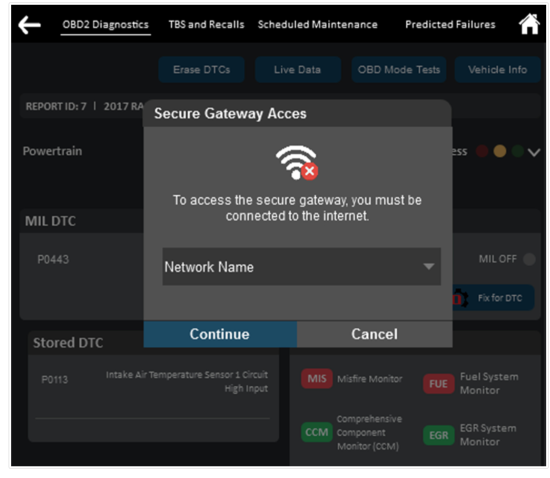 OBD2 Diagnostics TBS and Recalls Scheduled Maintenance Predicted Failures
Erase DTCs Live Data OBD Mode Tests Vehicle Info
REPORT ID: 7 | 2017 RA
Secure Gateway Acces
Powertrain
ess
To access the secure gateway, you must be
connected to the internet.
MIL DTC
P0443
MIL OFF
Network Name
Fix for DTC
Continue Cancel
Stored DTC
P0113
Intake Air Temperature Sensor 1 Circuit
High Input
MIS Misfire Monitor
FUE Fuel System
Monitor
CCM Comprehensive
Component
Monitor (CCM)
EGR EGR System
Monitor